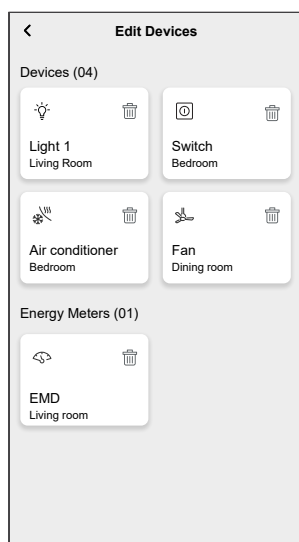 Edit Devices
Devices (04)
Light 1
Living Room
Switch
Bedroom
Air conditioner
Bedroom
Fan
Dining room
Energy Meters (01)
EMD
Living room